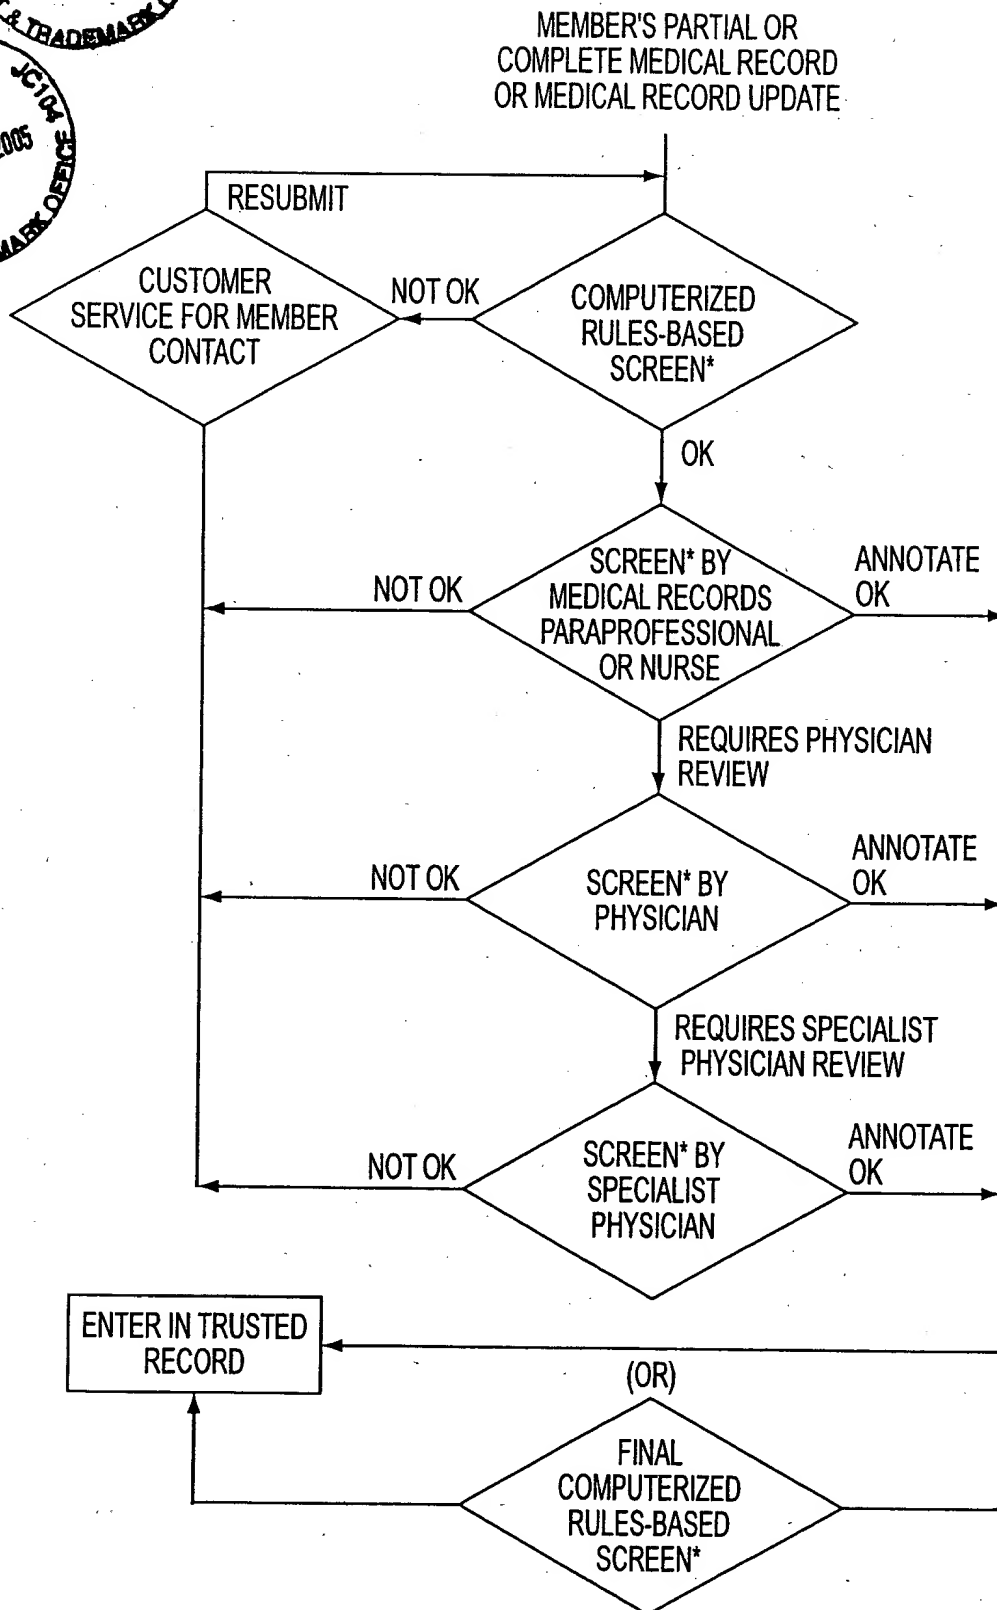 & TRADEMARK
JC104
2005
MARK OFFICE
MEMBER'S PARTIAL OR
COMPLETE MEDICAL RECORD
OR MEDICAL RECORD UPDATE
RESUBMIT
CUSTOMER
SERVICE FOR MEMBER
CONTACT
NOT OK
COMPUTERIZED
RULES-BASED
SCREEN*
OK
NOT OK
SCREEN* BY
MEDICAL RECORDS
PARAPROFESSIONAL
OR NURSE
ANNOTATE
OK
REQUIRES PHYSICIAN
REVIEW
NOT OK
SCREEN* BY
PHYSICIAN
ANNOTATE
OK
REQUIRES SPECIALIST
PHYSICIAN REVIEW
NOT OK
SCREEN* BY
SPECIALIST
PHYSICIAN
ANNOTATE
OK
ENTER IN TRUSTED
RECORD
(OR)
FINAL
COMPUTERIZED
RULES-BASED
SCREEN*